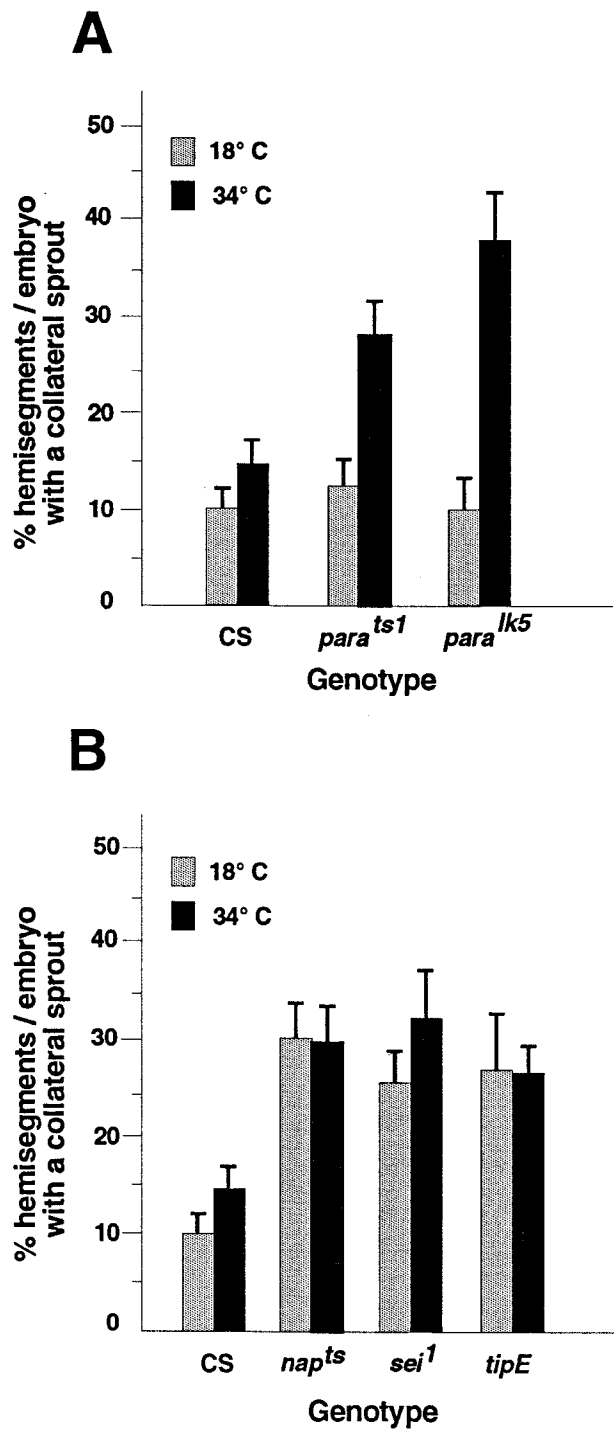 A
% hemisegments / embryo
with a collateral sprout
50
40
30
20
10
0
18° C
34° C
CS
para ts1
para lk5
Genotype
B
% hemisegments / embryo
with a collateral sprout
50
40
30
20
10
0
18° C
34° C
CS
nap ts
sei 1
tipE
Genotype